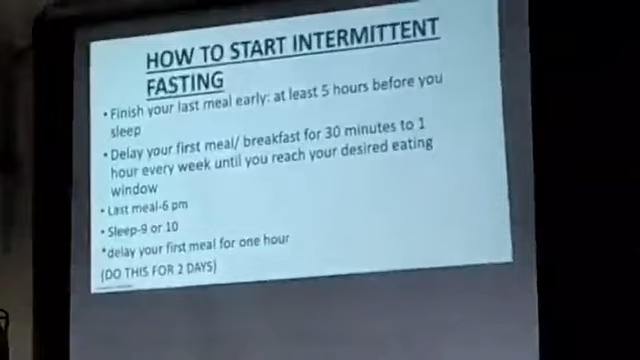 HOW TO START INTERMITTENT
FASTING
• Finish your last meal early: at least 5 hours before you
sleep
• Delay your first meal/ breakfast for 30 minutes to 1
hour every week until you reach your desired eating
window
• Last meal-6 pm
• Sleep-9 or 10
*delay your first meal for one hour
(DO THIS FOR 2 DAYS)